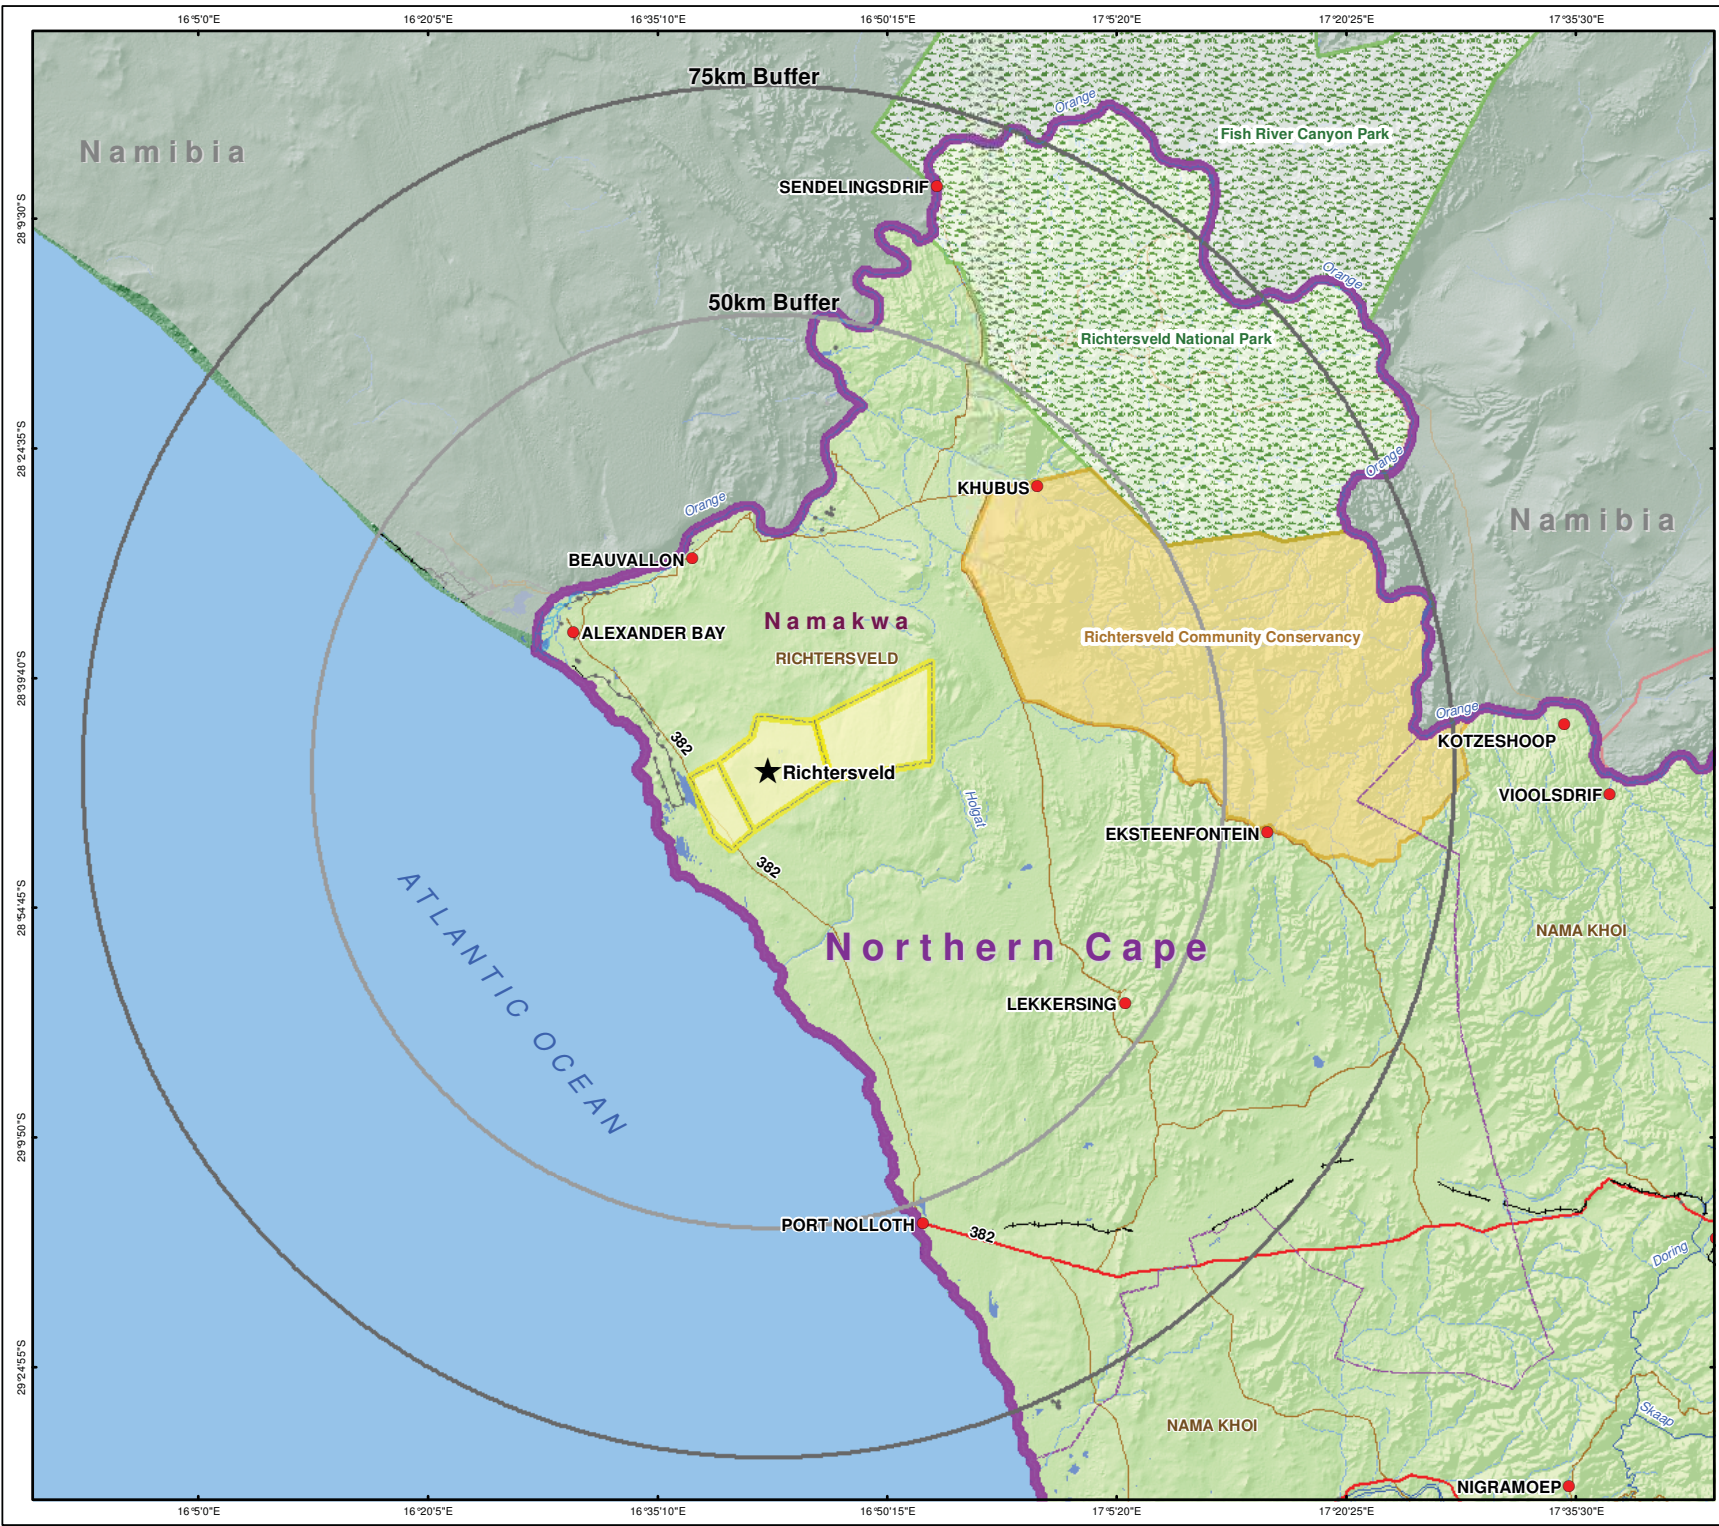 16°5'0"E
16°20'5"E
16°35'10"E
16°50'15"E
17°5'20"E
17°20'25"E
17°35'30"E
75km Buffer
Orange
Fish River Canyon Park
Namibia
SENDELINGSDRIF
28°9'30"S
Orange
50km Buffer
Richtersveld National Park
28°24'35"S
Orange
KHUBUS
Orange
Namibia
BEAUVALLON
Namakwa
ALEXANDER BAY
Richtersveld Community Conservancy
RICHTERSVELD
28°39'40"S
Orange
382
KOTZESHOOP
Richtersveld
VIOOLSDRIF
Holgat
EKSTEENFONTEIN
382
28°54'45"S
ATLANTIC OCEAN
NAMA KHOI
Northern Cape
LEKKERSING
29°9'50"S
PORT NOLLOTH
382
Doring
29°24'55"S
Skaap
NAMA KHOI
NIGRAMOEP
16°5'0"E
16°20'5"E
16°35'10"E
16°50'15"E
17°5'20"E
17°20'25"E
17°35'30"E